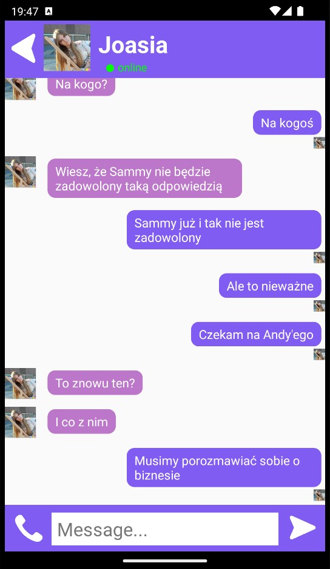 19:47 A
Joasia
online
Na kogo?
Na kogoś
Wiesz, że Sammy nie będzie
zadowolony taką odpowiedzią
Sammy już i tak nie jest
zadowolony
Ale to nieważne
Czekam na Andy'ego
To znowu ten?
I co z nim
Musimy porozmawiać sobie o
biznesie
Message...